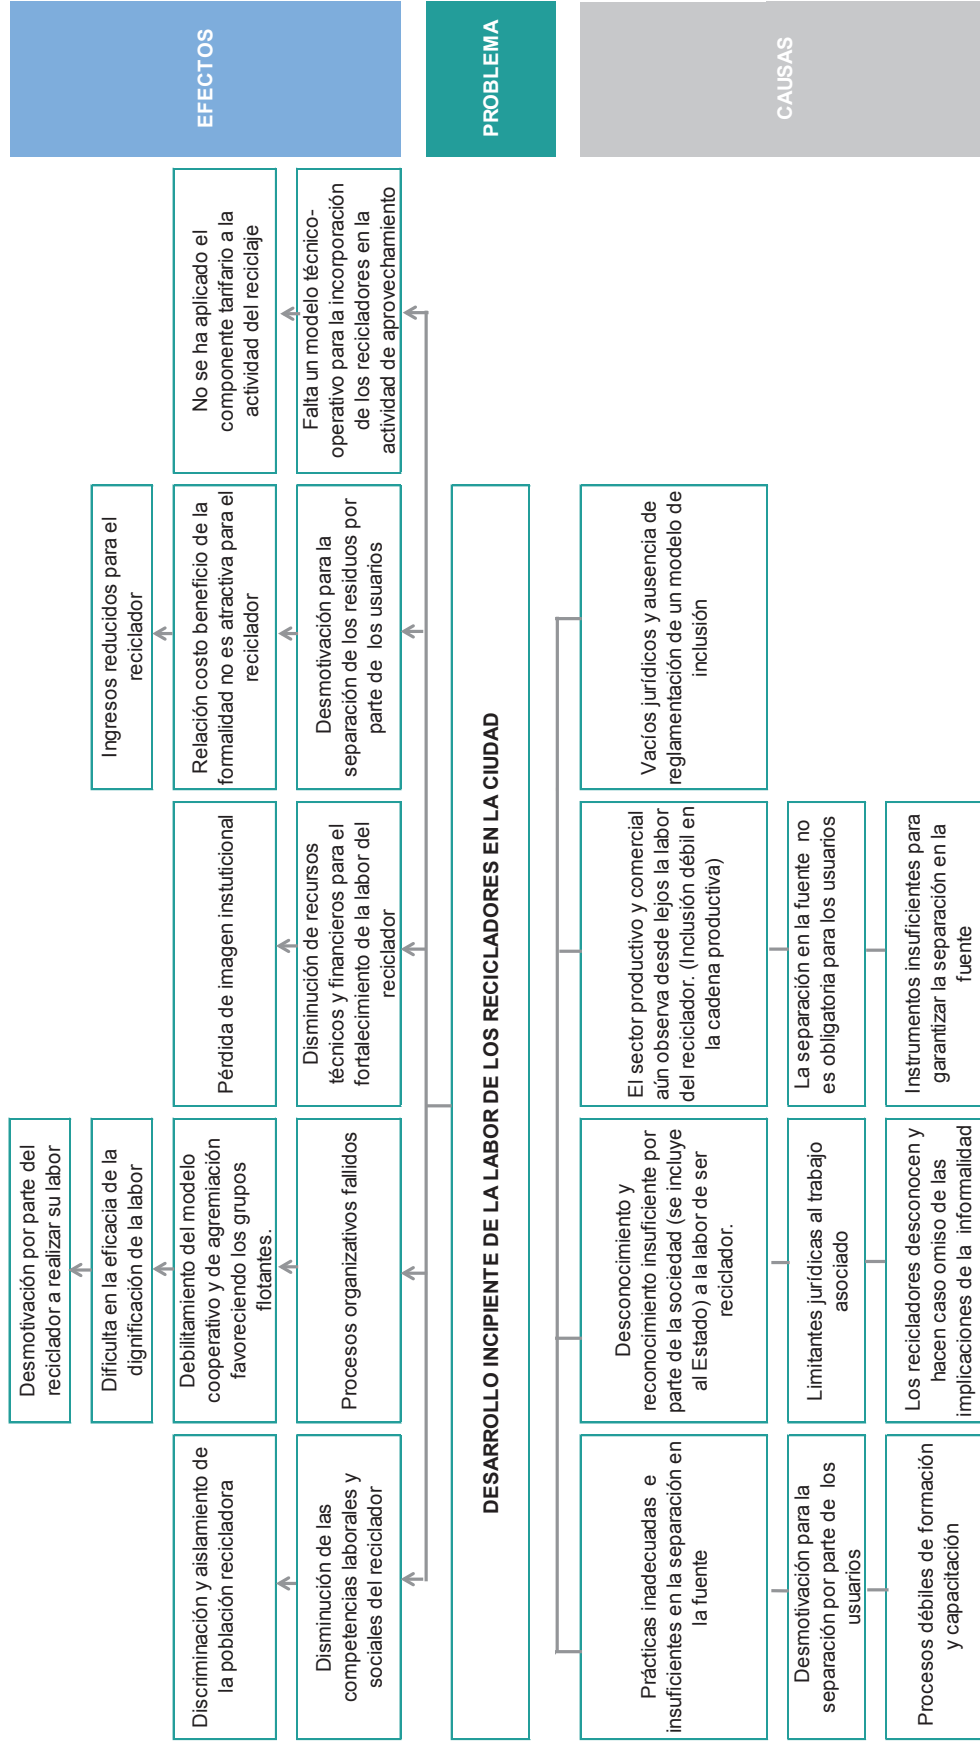 Desmotivación por parte del
reciclador a realizar su labor
Dificulta en la eficacia de la
dignificación de la labor
Ingresos reducidos para el
reciclador
Discriminación y aislamiento de
la población recicladora
Debilitamiento del modelo
cooperativo y de agremiación
favoreciendo los grupos
flotantes.
Pérdida de imagen instuticional
Relación costo beneficio de la
formalidad no es atractiva para el
reciclador
No se ha aplicado el
componente tarifario a la
actividad del reciclaje
EFECTOS
Disminución de las
competencias laborales y
sociales del reciclador
Procesos organizativos fallidos
Disminución de recursos
técnicos y financieros para el
fortalecimiento de la labor del
reciclador
Desmotivación para la
separación de los residuos por
parte de los usuarios
Falta un modelo técnico-
operativo para la incorporación
de los recicladores en la
actividad de aprovechamiento
DESARROLLO INCIPIENTE DE LA LABOR DE LOS RECICLADORES EN LA CIUDAD
PROBLEMA
Prácticas inadecuadas e
insuficientes en la separación en
la fuente
Desconocimiento y
reconocimiento insuficiente por
parte de la sociedad (se incluye
al Estado) a la labor de ser
reciclador.
El sector productivo y comercial
aún observa desde lejos la labor
del reciclador. (Inclusión débil en
la cadena productiva)
Vacíos jurídicos y ausencia de
reglamentación de un modelo de
inclusión
CAUSAS
Desmotivación para la
separación por parte de los
usuarios
Limitantes jurídicas al trabajo
asociado
La separación en la fuente no
es obligatoria para los usuarios
Procesos débiles de formación
y capacitación
Los recicladores desconocen y
hacen caso omiso de las
implicaciones de la informalidad
Instrumentos insuficientes para
garantizar la separación en la
fuente